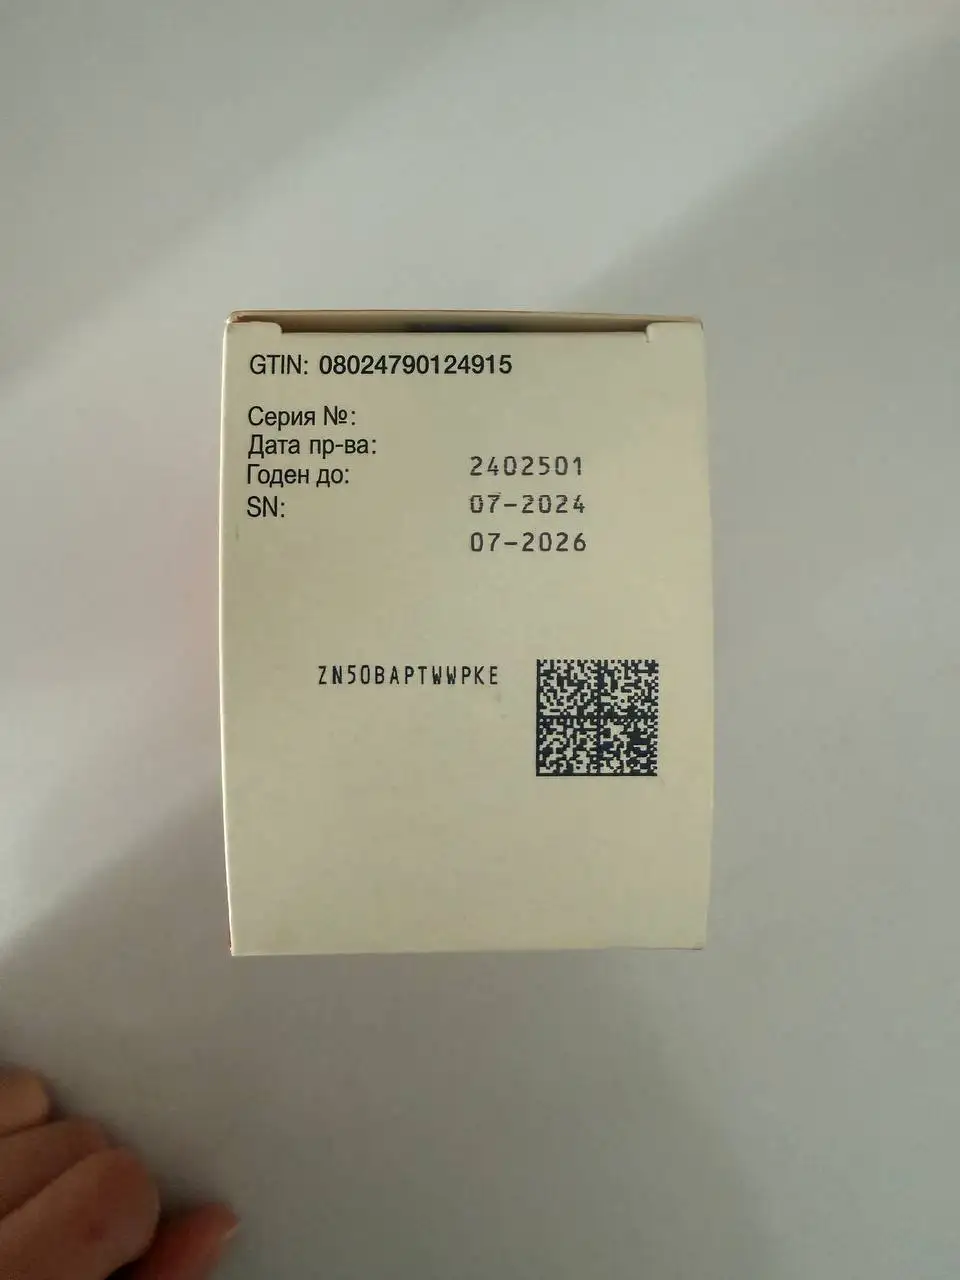 GTIN: 08024790124915
Серия №:
Дата пр-ва:
Годен до:
SN:
2402501
07-2024
07-2026
ZN50BAPTWWPKE